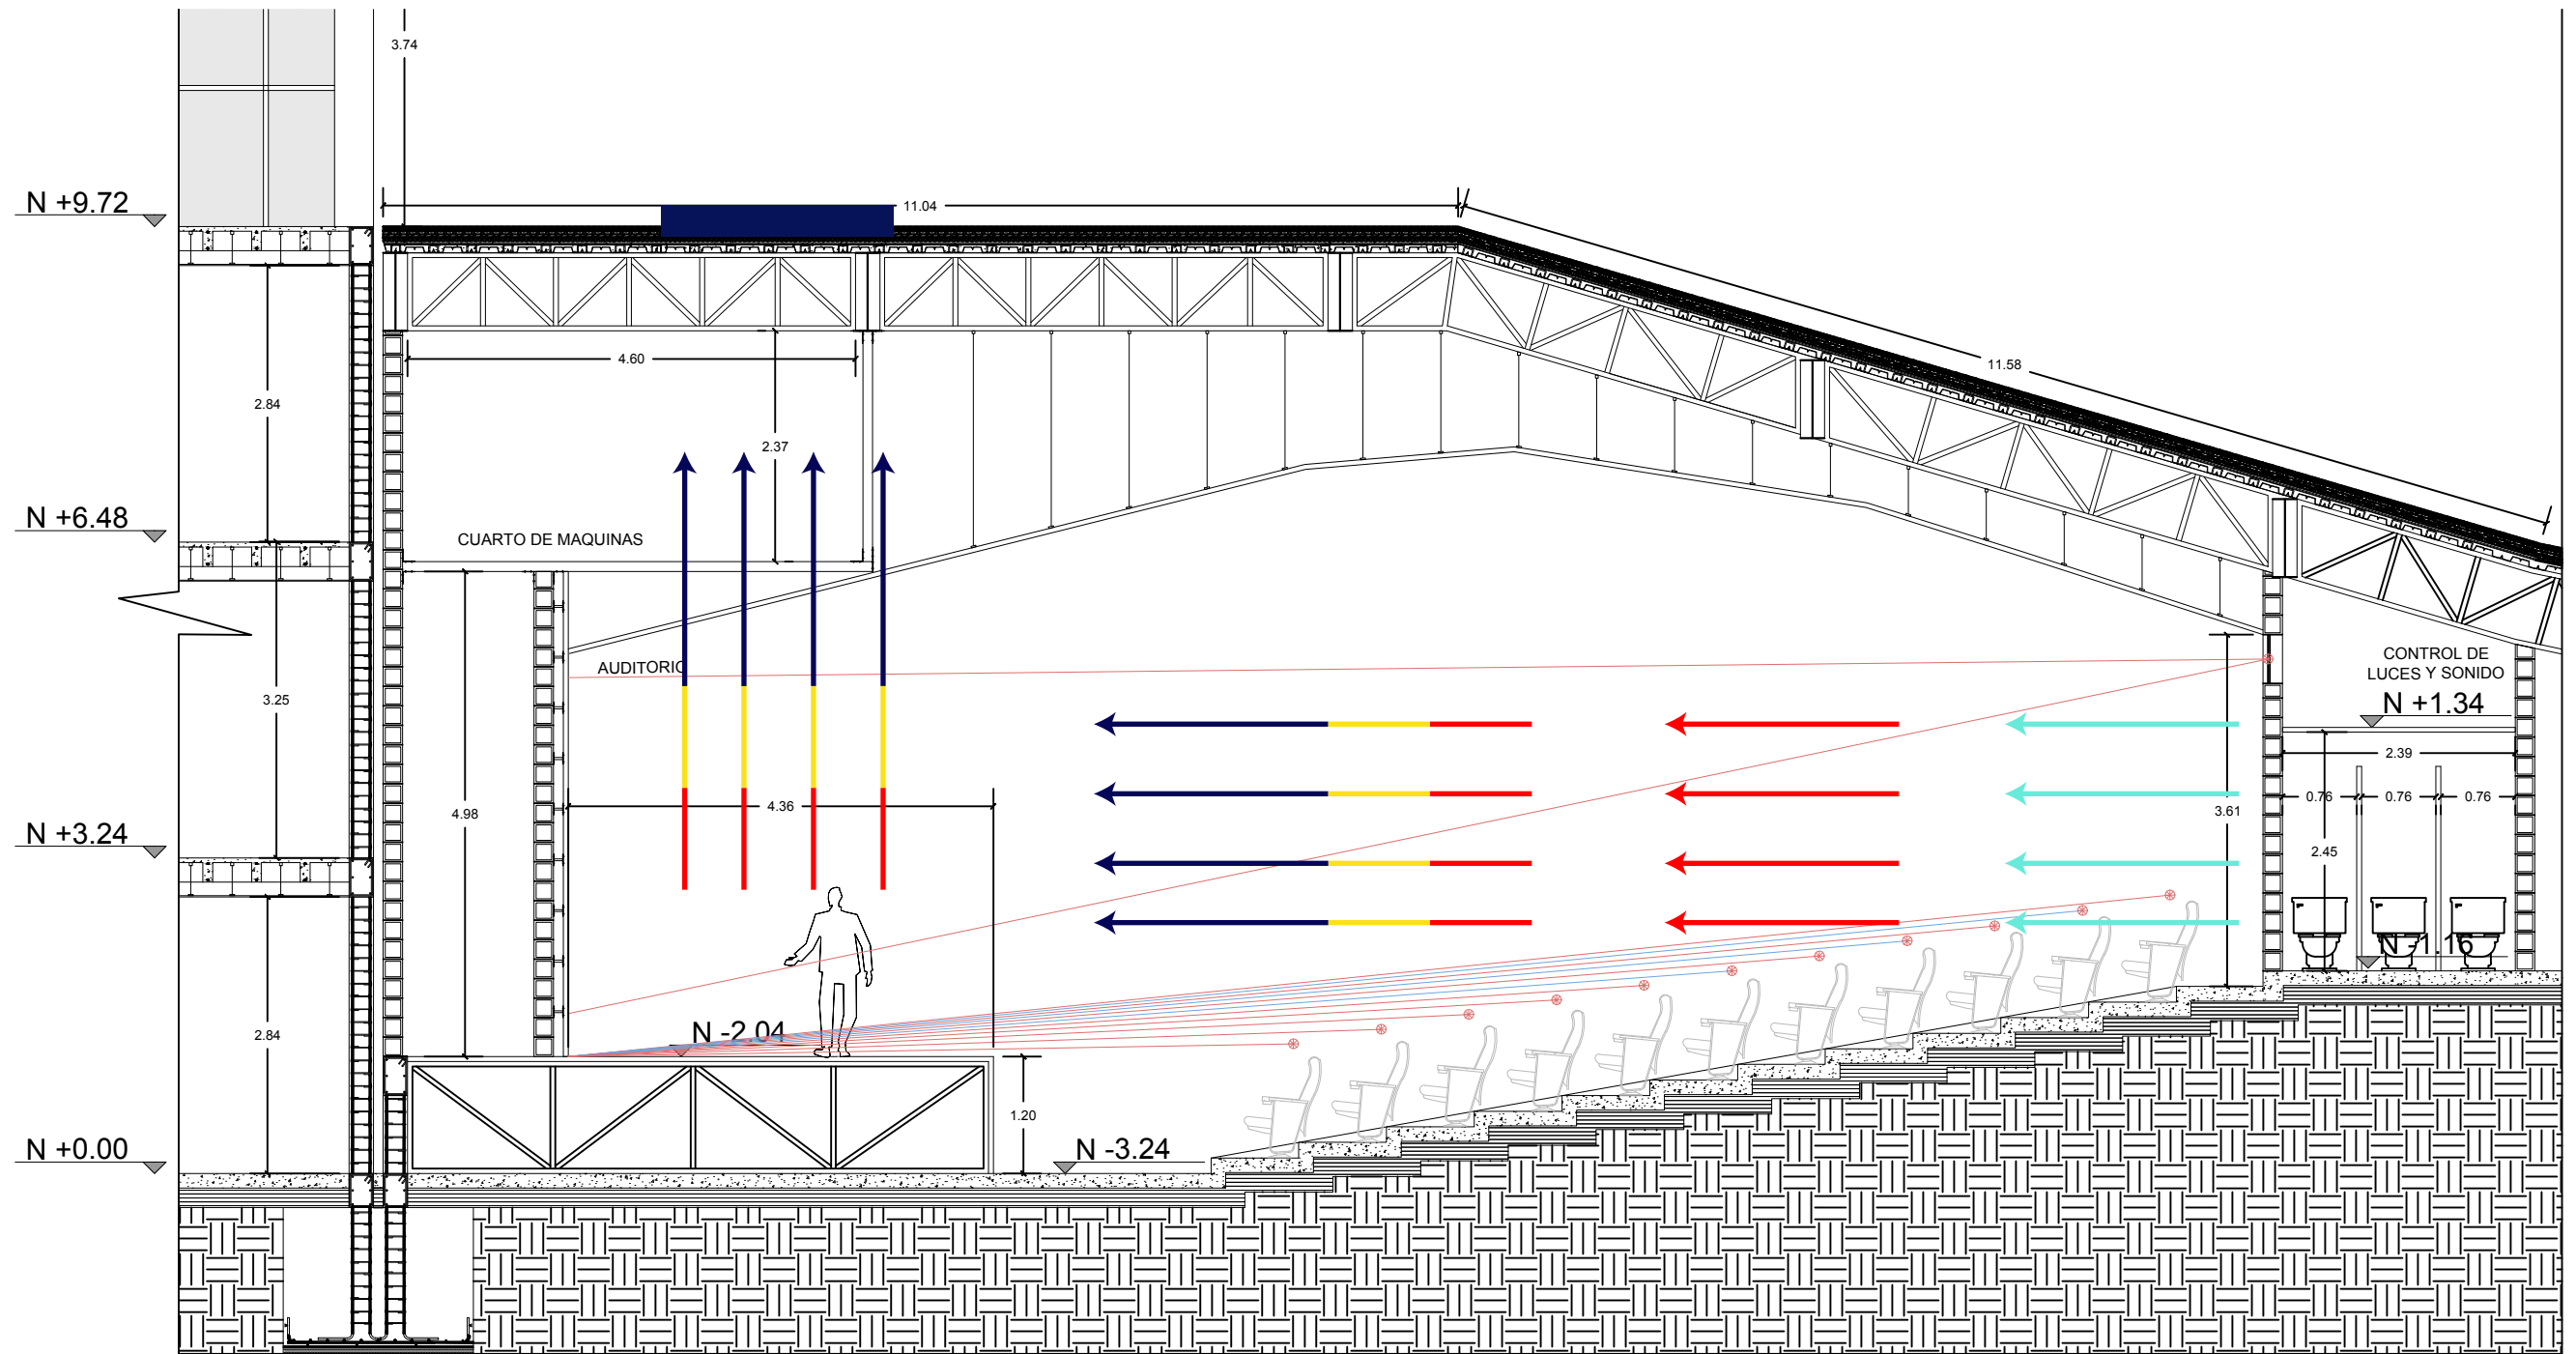 3.74
N +9.72
11.04
4.60
11.58
2.84
2.37
N +6.48
CUARTO DE MAQUINAS
AUDITORIO
CONTROL DE
LUCES Y SONIDO
3.25
N +1.34
2.39
4.98
4.36
3.61
0.76
0.76
0.76
N +3.24
2.45
N -1.16
N -2.04
2.84
1.20
N +0.00
N -3.24